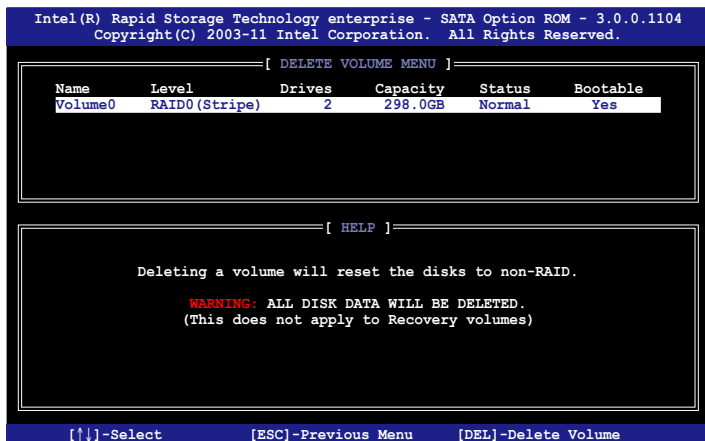 Intel(R) Rapid Storage Technology enterprise - SATA Option ROM - 3.0.0.1104
Copyright(C) 2003-11 Intel Corporation. All Rights Reserved.
[ DELETE VOLUME MENU ]
Name Level Drives Capacity Status Bootable
Volume0 RAID0(Stripe) 2 298.0GB Normal Yes
[ HELP ]
Deleting a volume will reset the disks to non-RAID.
WARNING: ALL DISK DATA WILL BE DELETED.
(This does not apply to Recovery volumes)
[↑↓]-Select [ESC]-Previous Menu [DEL]-Delete Volume